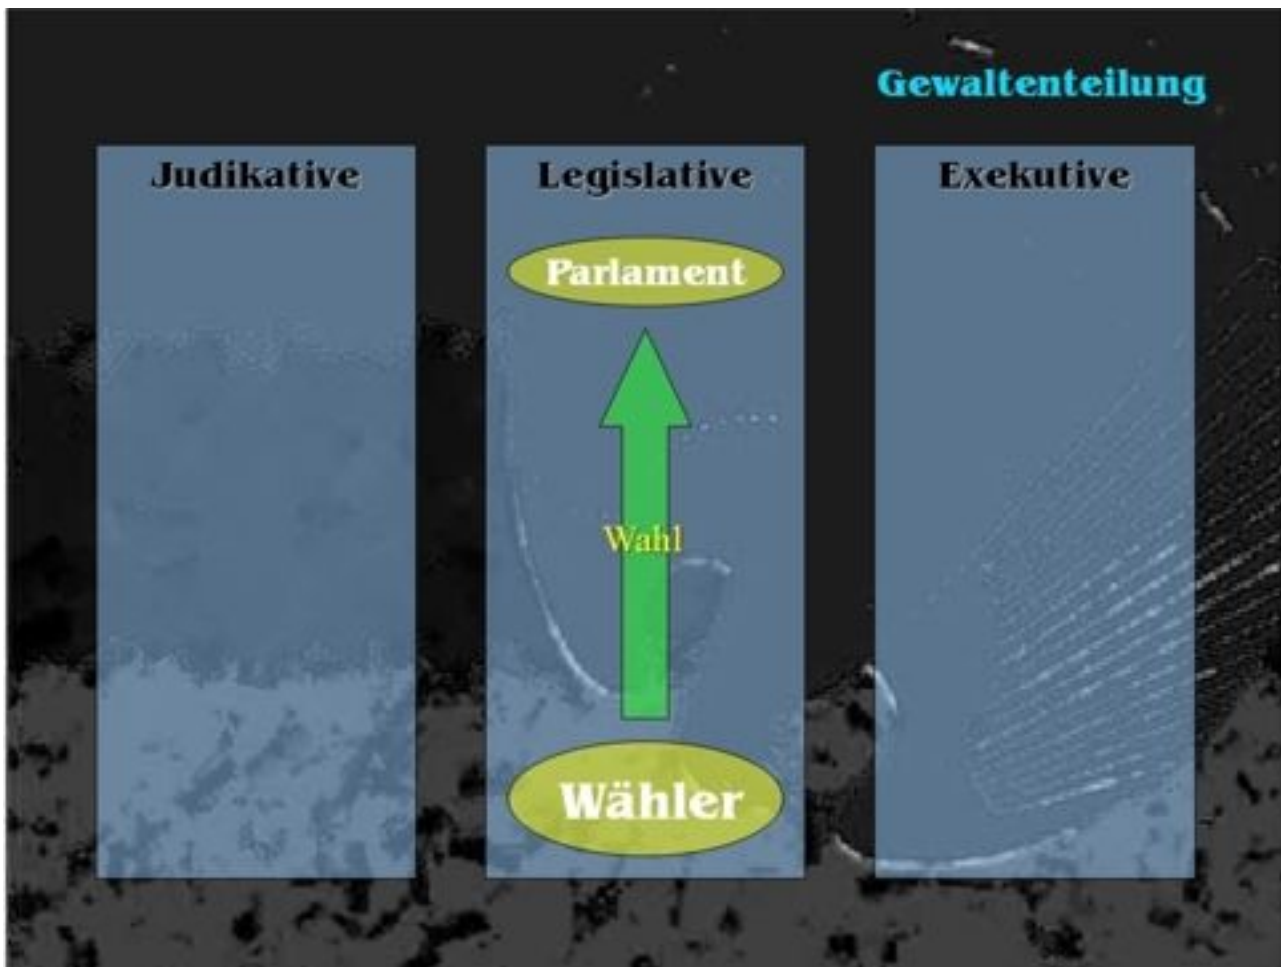 Gewaltenteilung
Judikative
Legislative
Exekutive
Parlament
Wahl
Wähler